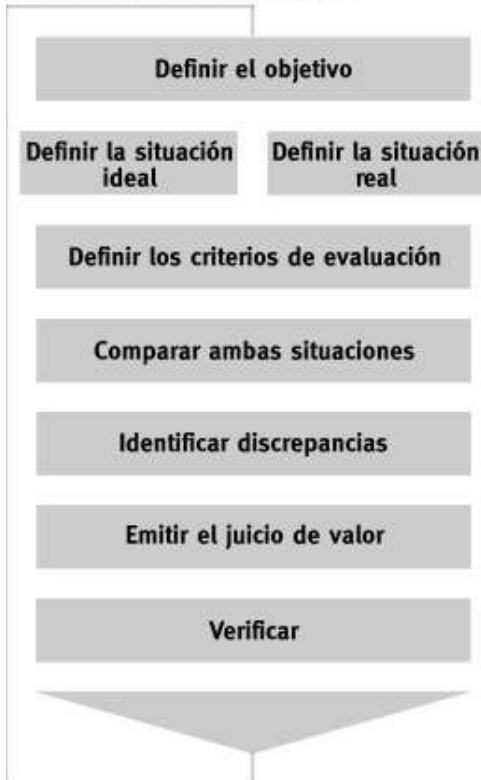 Definir el objetivo
Definir la situación
ideal
Definir la situación
real
Definir los criterios de evaluación
Comparar ambas situaciones
Identificar discrepancias
Emitir el juicio de valor
Verificar